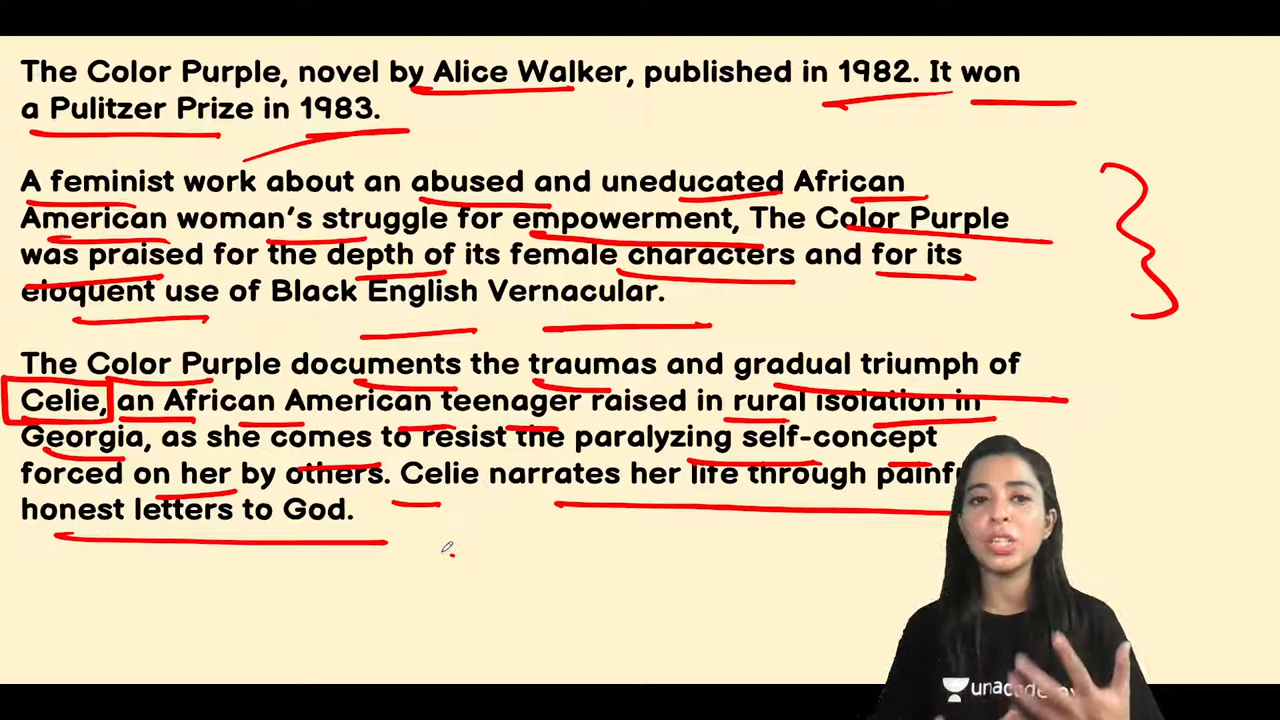 The Color Purple, novel by Alice Walker, published in 1982. It won
a Pulitzer Prize in 1983.
A feminist work about an abused and uneducated African
American woman's struggle for empowerment, The Color Purple
was praised for the depth of its female characters and for its
eloquent use of Black English Vernacular.
The Color Purple documents the traumas and gradual triumph of
Celie, an African American teenager raised in rural isolation in
Georgia, as she comes to resist the paralyzing self-concept
forced on her by others. Celie narrates her life through
honest letters to God.